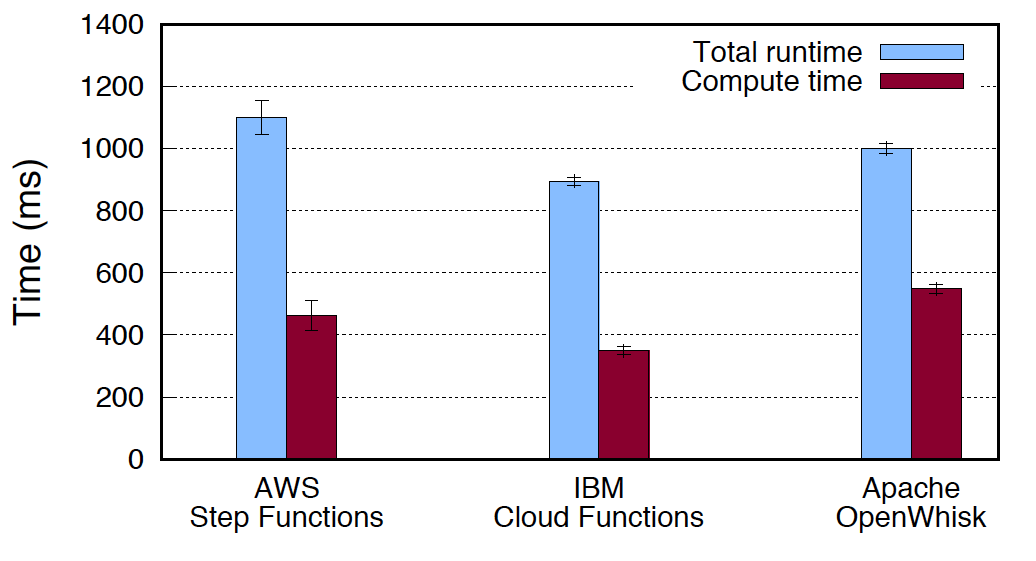 1400
1200
1000
800
600
400
200
0
Time (ms)
Total runtime
Compute time
AWS
Step Functions
IBM
Cloud Functions
Apache
OpenWhisk